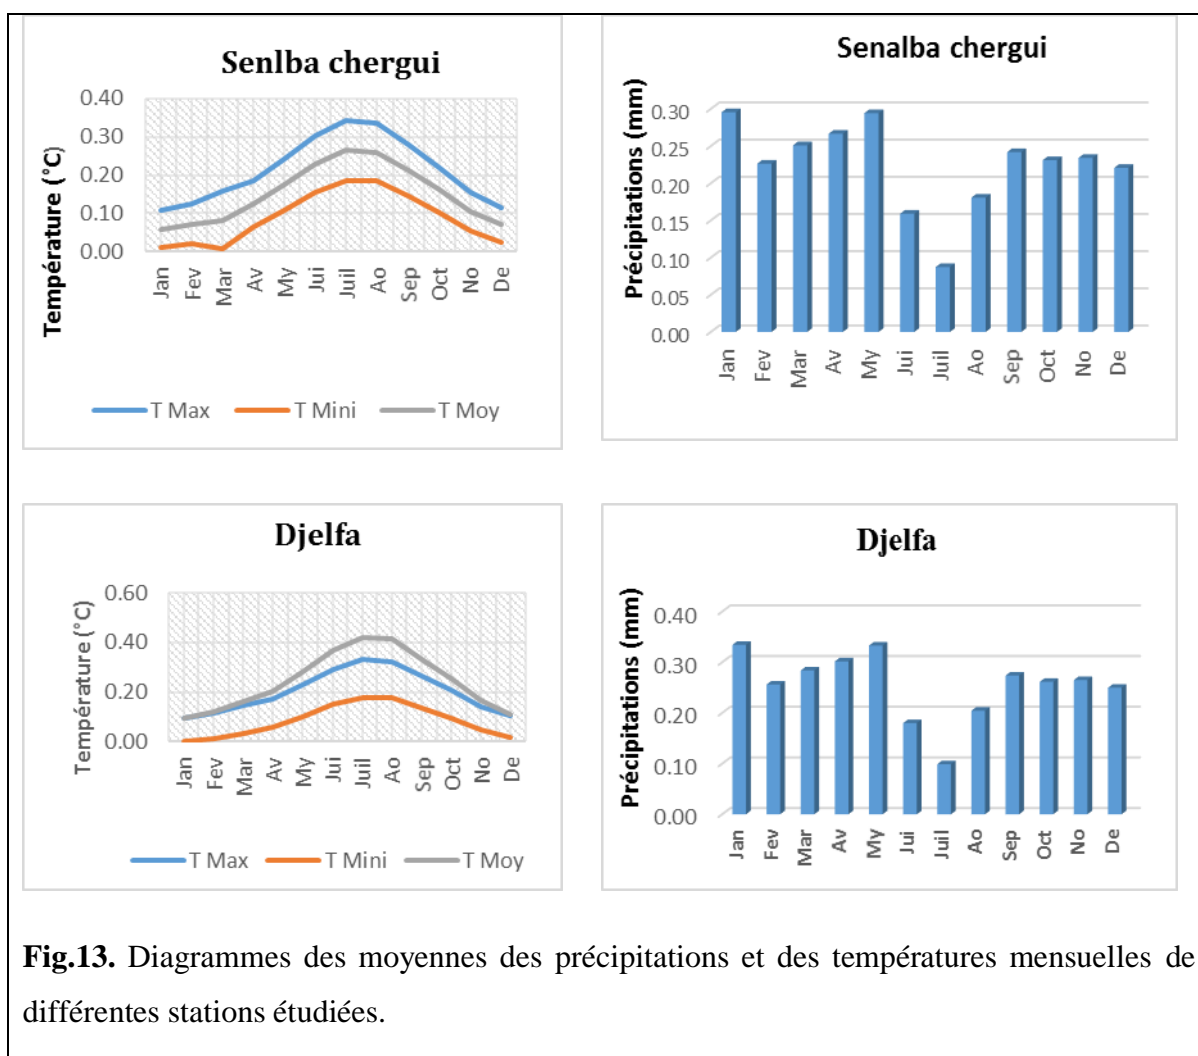 Senlba chergui
Température (°C)
0.40
0.30
0.20
0.10
0.00
Jan Fev Mar Av My Jui Juil Ao Sep Oct No De
T Max T Mini T Moy
Senalba chergui
Précipitations (mm)
0.30
0.25
0.20
0.15
0.10
0.05
0.00
Jan Fev Mar Av My Jui Juil Ao Sep Oct No De
Djelfa
Température (°C)
0.60
0.40
0.20
0.00
Jan Fev Mar Av My Jui Juil Ao Sep Oct No De
T Max T Mini T Moy
Djelfa
Précipitations (mm)
0.40
0.30
0.20
0.10
0.00
Jan Fev Mar Av My Jui Juil Ao Sep Oct No De
Fig.13. Diagrammes des moyennes des précipitations et des températures mensuelles de
différentes stations étudiées.